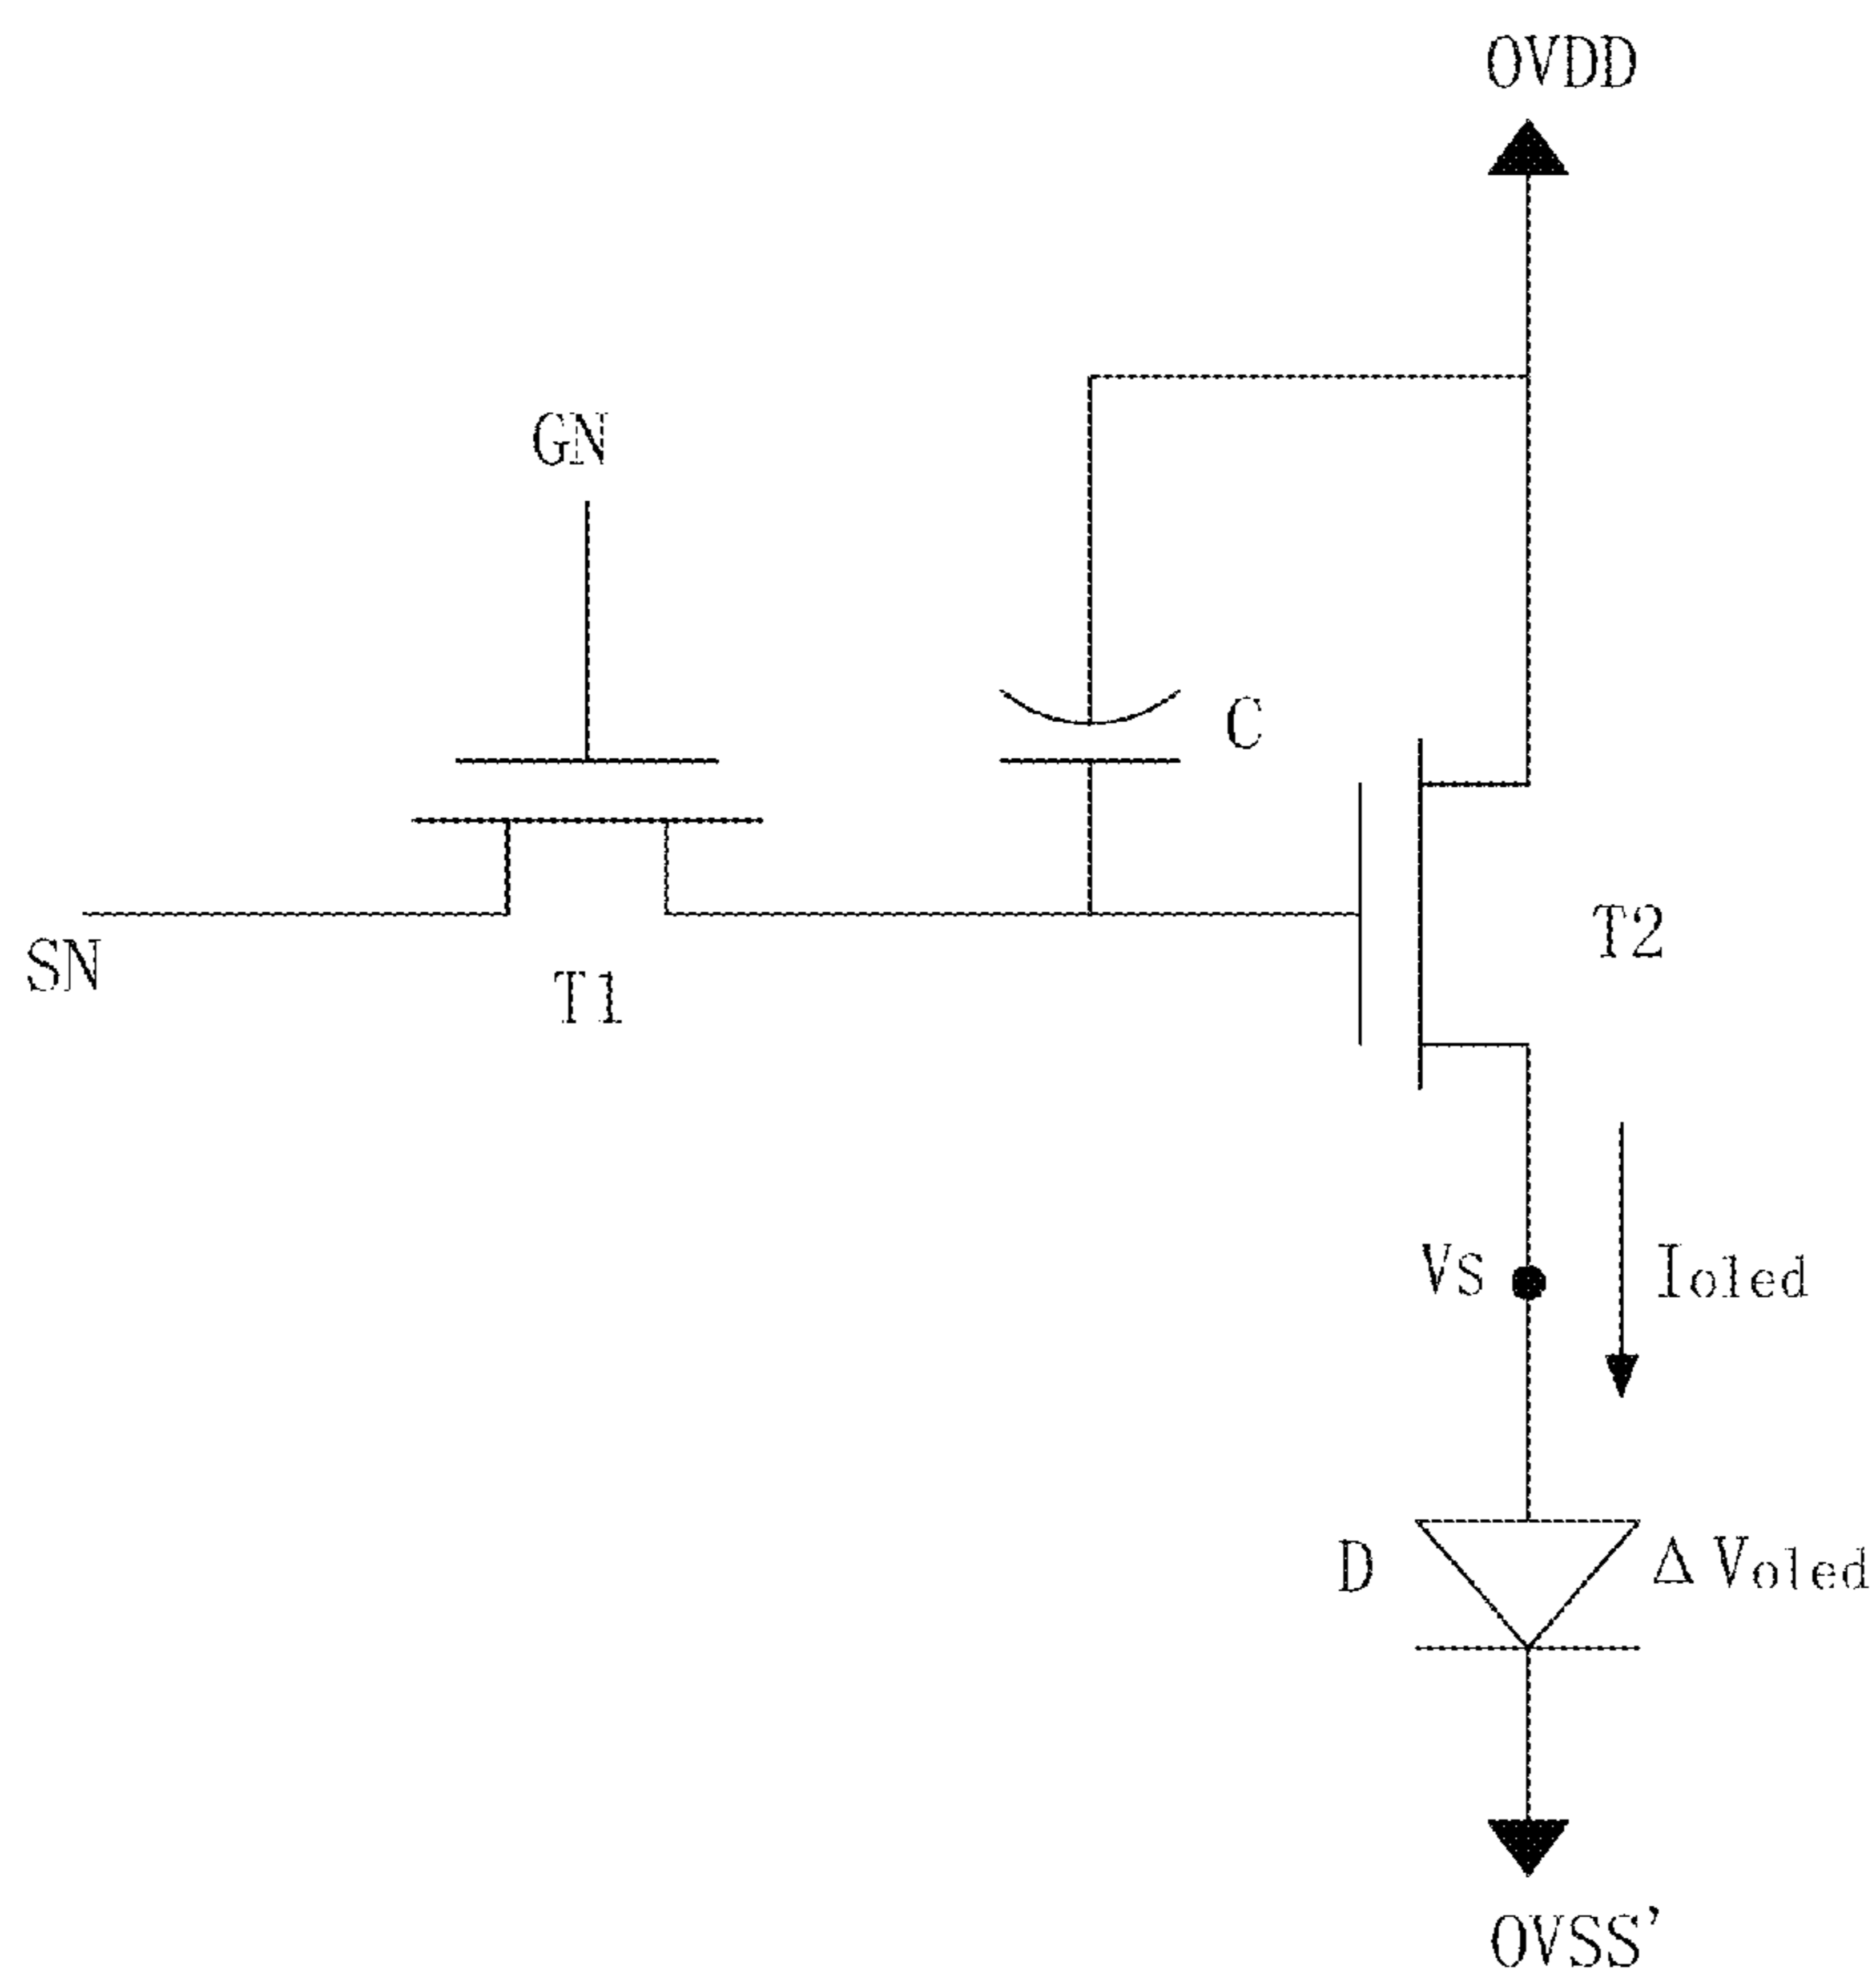 OVDD
GN
C
SN
T1
T2
VS
Ioled
D
ΔVoled
OVSS'